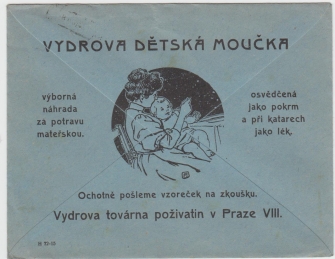 VYDROVA DĚTSKÁ MOUČKA
výborná
náhrada
za potravu
mateřskou.
osvědčená
jako pokrm
a při katarech
jako lék.
Ochotně pošleme vzoreček na zkoušku.
Vydrova továrna poživatin v Praze VIII.